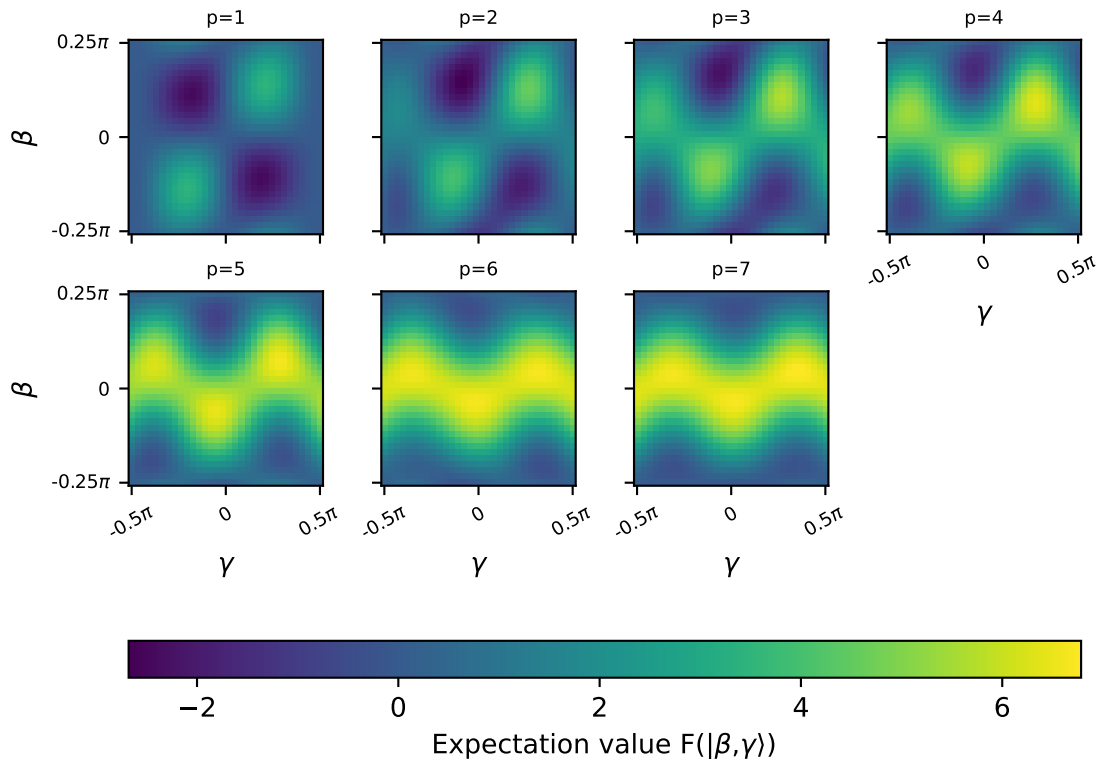 p=1
p=2
p=3
p=4
0.25π
0
-0.25π
β
-0.5π
0
0.5π
γ
p=5
p=6
p=7
0.25π
0
-0.25π
β
-0.5π
0
0.5π
-0.5π
0
0.5π
-0.5π
0
0.5π
γ
γ
γ
−2
0
2
4
6
Expectation value F(|β,γ⟩)